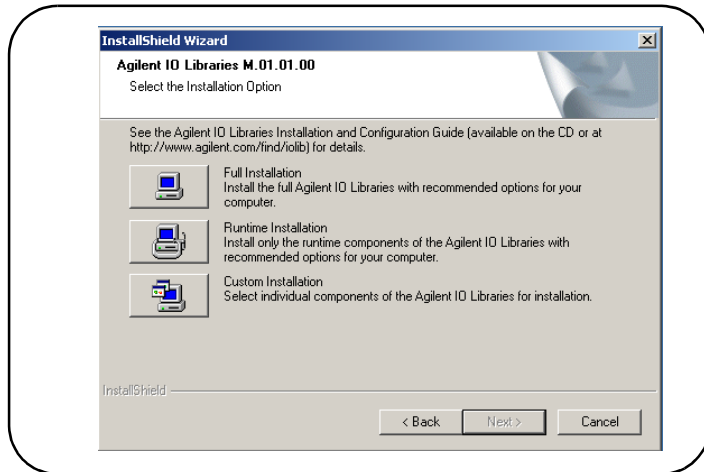 InstallShield Wizard
Agilent IO Libraries M.01.01.00
Select the Installation Option
See the Agilent IO Libraries Installation and Configuration Guide (available on the CD or at
http://www.agilent.com/find/iolib) for details.
Full Installation
Install the full Agilent IO Libraries with recommended options for your
computer.
Runtime Installation
Install only the runtime components of the Agilent IO Libraries with
recommended options for your computer.
Custom Installation
Select individual components of the Agilent IO Libraries for installation.
InstallShield
< Back
Next >
Cancel